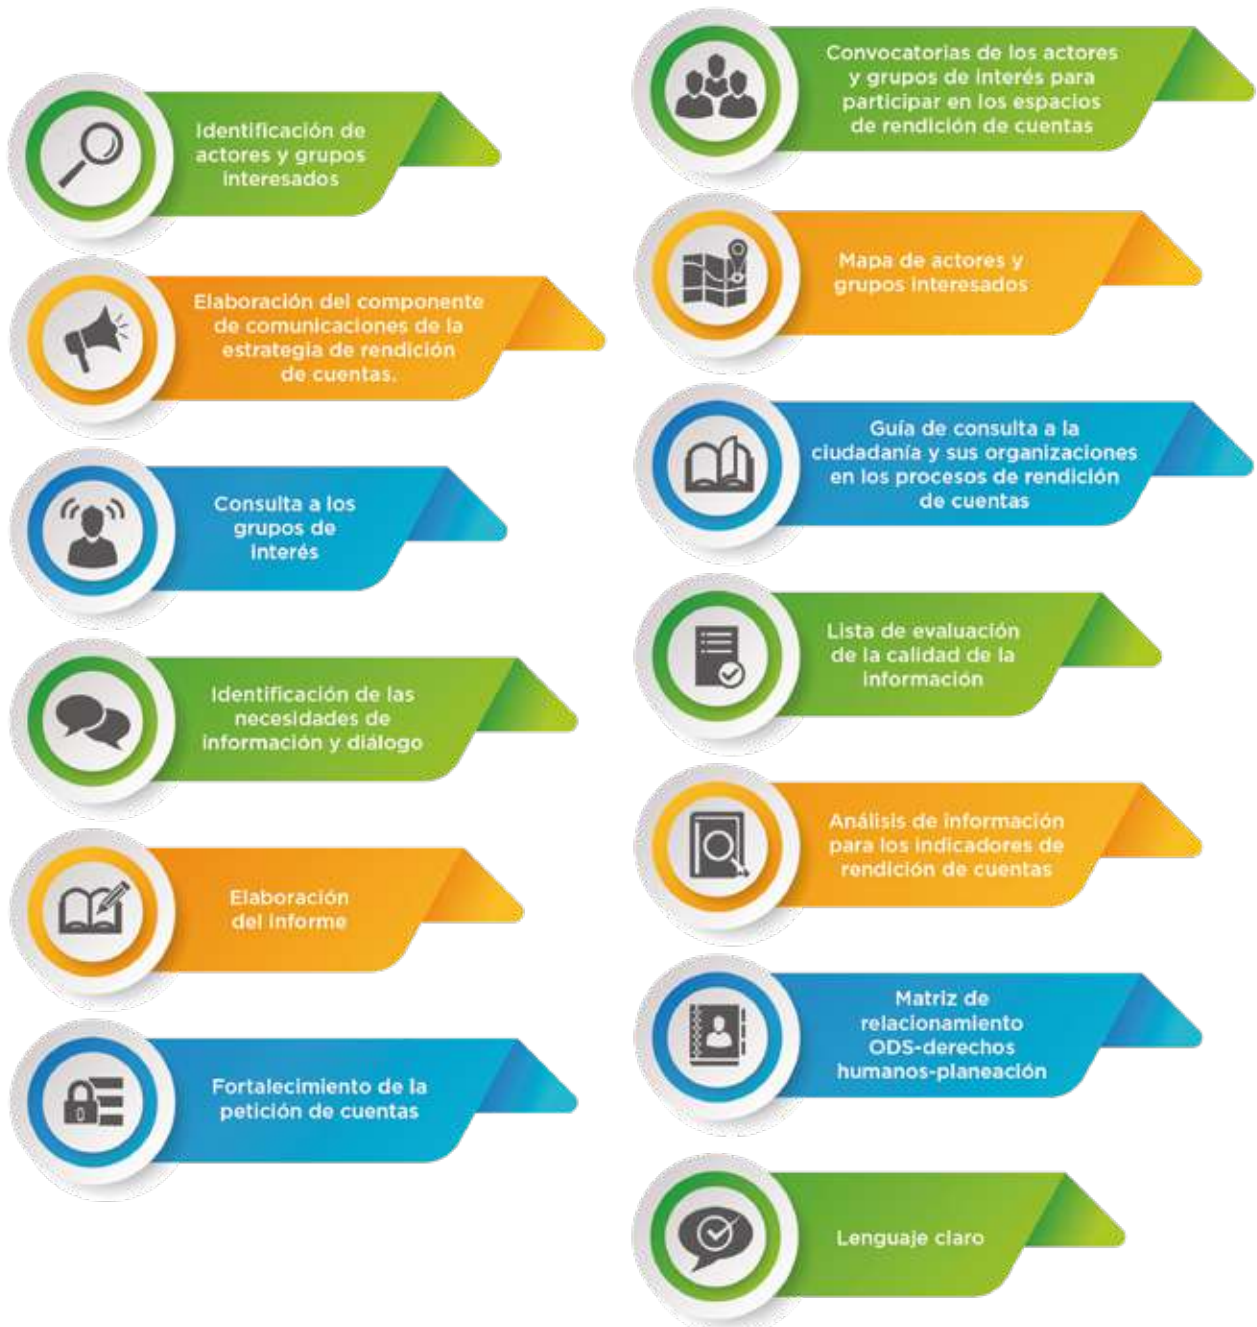 Identificación de
actores y grupos
interesados
Elaboración del componente
de comunicaciones de la
estrategia de rendición
de cuentas.
Consulta a los
grupos de
interés
Identificación de las
necesidades de
información y diálogo
Elaboración
del informe
Fortalecimiento de la
petición de cuentas
Convocatorias de los actores
y grupos de interés para
participar en los espacios
de rendición de cuentas
Mapa de actores y
grupos interesados
Guía de consulta a la
ciudadanía y sus organizaciones
en los procesos de rendición
de cuentas
Lista de evaluación
de la calidad de la
información
Análisis de información
para los indicadores de
rendición de cuentas
Matriz de
relacionamiento
ODS-derechos
humanos-planeación
Lenguaje claro